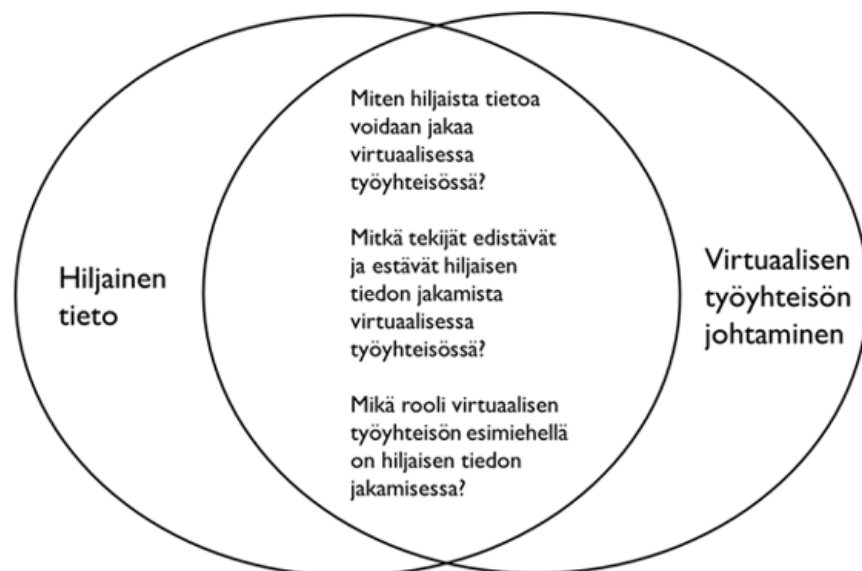 Hiljainen
tieto
Miten hiljaista tietoa
voidaan jakaa
virtuaalisessa
työyhteisössä?
Mitkä tekijät edistävät
ja estävät hiljaisen
tiedon jakamista
virtuaalisessa
työyhteisössä?
Mikä rooli virtuaalisen
työyhteisön esimiehellä
on hiljaisen tiedon
jakamisessa?
Virtuaalisen
työyhteisön
johtaminen